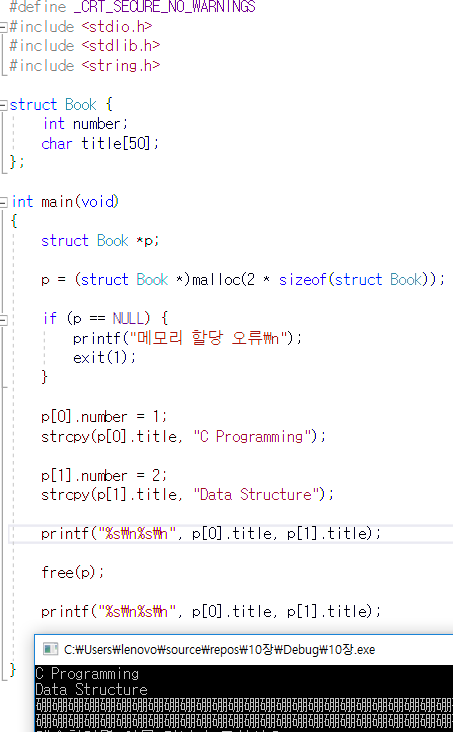 #define _CRT_SECURE_NO_WARNINGS
#include <stdio.h>
#include <stdlib.h>
#include <string.h>
struct Book {
int number;
char title[50];
};
int main(void)
{
struct Book *p;
p = (struct Book *)malloc(2 * sizeof(struct Book));
if (p == NULL) {
printf("메모리 할당 오류₩n");
exit(1);
}
p[0].number = 1;
strcpy(p[0].title, "C Programming");
p[1].number = 2;
strcpy(p[1].title, "Data Structure");
printf("%s₩n%s₩n", p[0].title, p[1].title);
free(p);
printf("%s₩n%s₩n", p[0].title, p[1].title);
}
C:₩Users₩lenovo₩source₩repos₩10장₩Debug₩10장.exe
C Programming
Data Structure